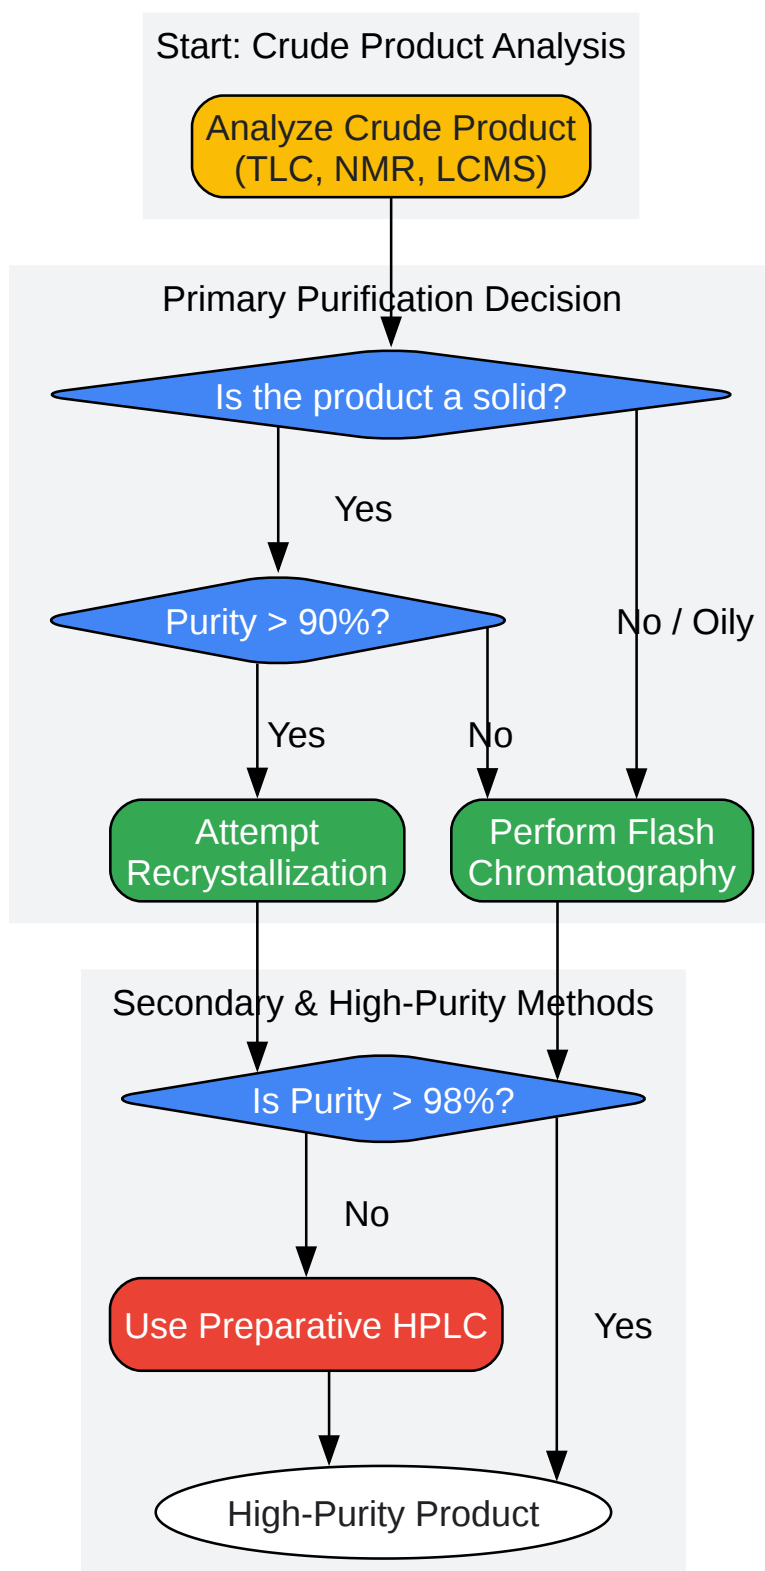 Start: Crude Product Analysis
Analyze Crude Product
(TLC, NMR, LCMS)
Primary Purification Decision
Is the product a solid?
Yes
Purity > 90%?
No / Oily
Yes
No
Attempt
Recrystallization
Perform Flash
Chromatography
Secondary & High-Purity Methods
Is Purity > 98%?
No
Use Preparative HPLC
Yes
High-Purity Product